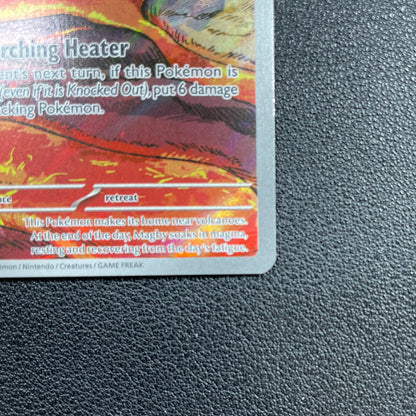 rching Heater
ent's next turn, if this Pokémon is
(even if it is Knocked Out), put 6 damage
cking Pokémon.
nce retreat
This Pokémon makes its home near volcanoes.
At the end of the day, Magby soaks in magma,
resting and recovering from the day's fatigue.
kémon / Nintendo / Creatures / GAME FREAK